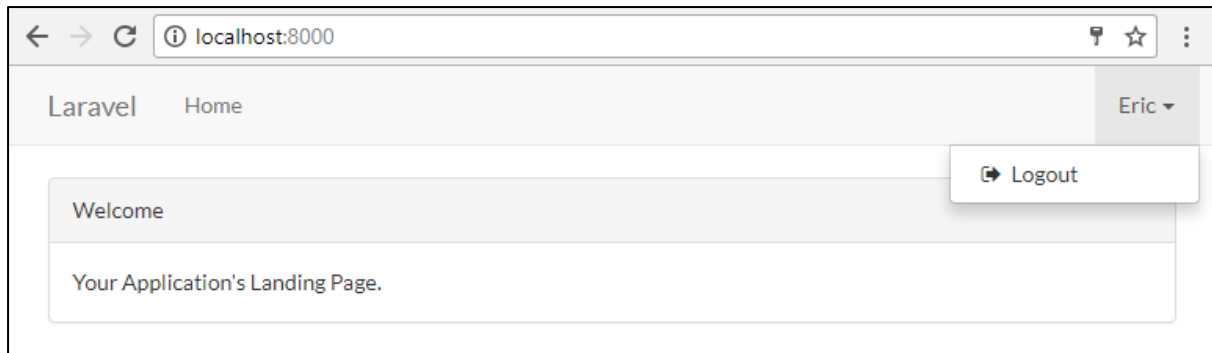 localhost:8000
Laravel Home Eric
Logout
Welcome
Your Application's Landing Page.